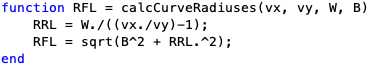 function RFL = calcCurveRadiuses(vx, vy, W, B)
    RRL = W./((vx./vy)-1);
    RFL = sqrt(B^2 + RRL.^2);
end